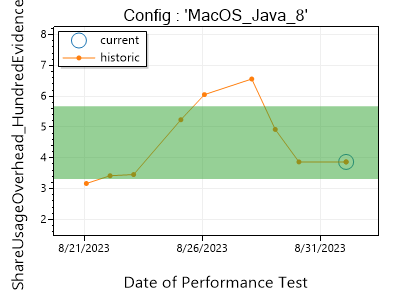 Config : 'MacOS_Java_8'
current
historic
8
7
6
5
4
3
2
ShareUsageOverhead_HundredEvidence
8/21/2023
8/26/2023
8/31/2023
Date of Performance Test